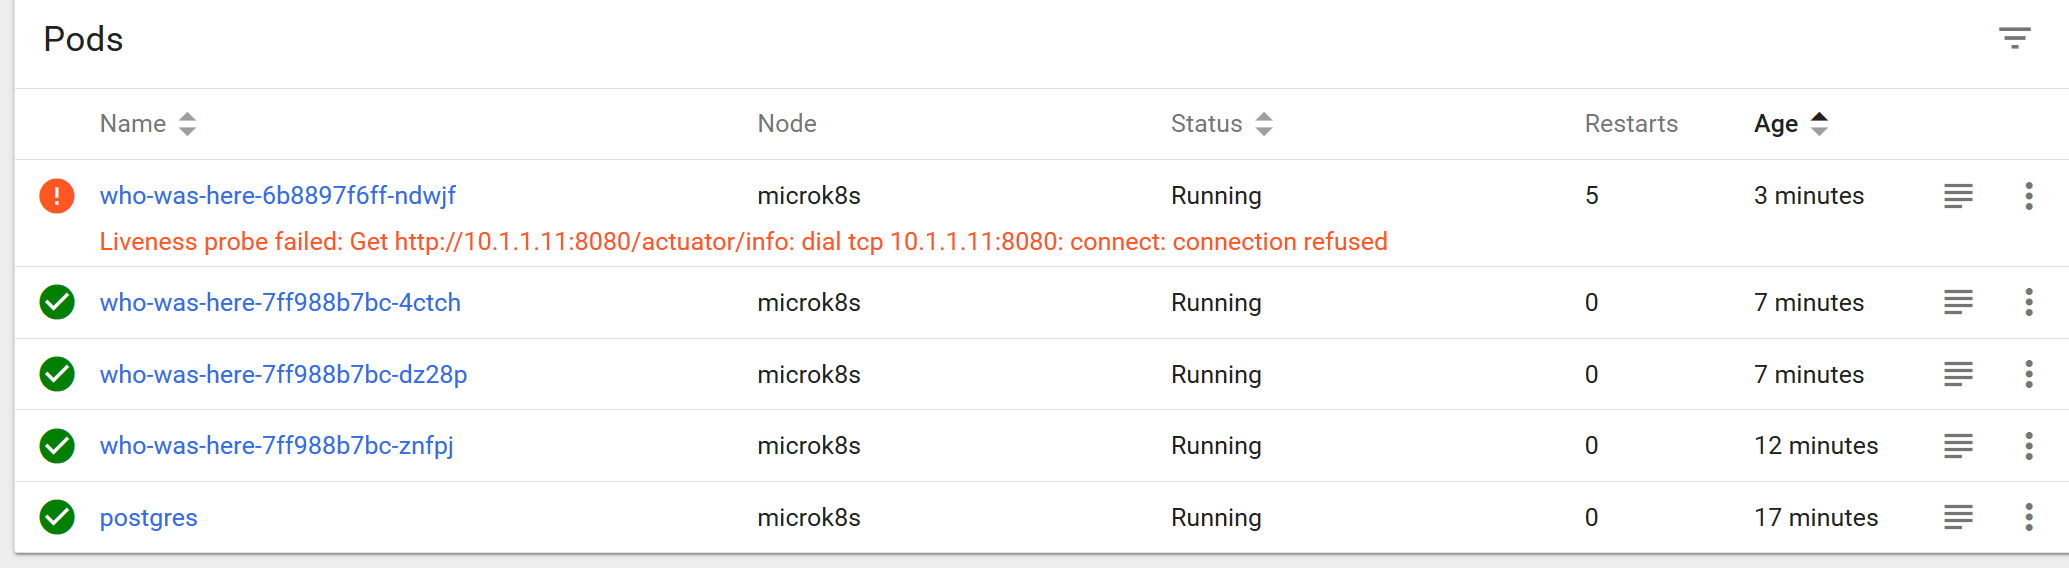 Pods
Name Node Status Restarts Age
who-was-here-6b8897f6ff-ndwjf microk8s Running 5 3 minutes
Liveness probe failed: Get http://10.1.1.11:8080/actuator/info: dial tcp 10.1.1.11:8080: connect: connection refused
who-was-here-7ff988b7bc-4ctch microk8s Running 0 7 minutes
who-was-here-7ff988b7bc-dz28p microk8s Running 0 7 minutes
who-was-here-7ff988b7bc-znfpj microk8s Running 0 12 minutes
postgres microk8s Running 0 17 minutes